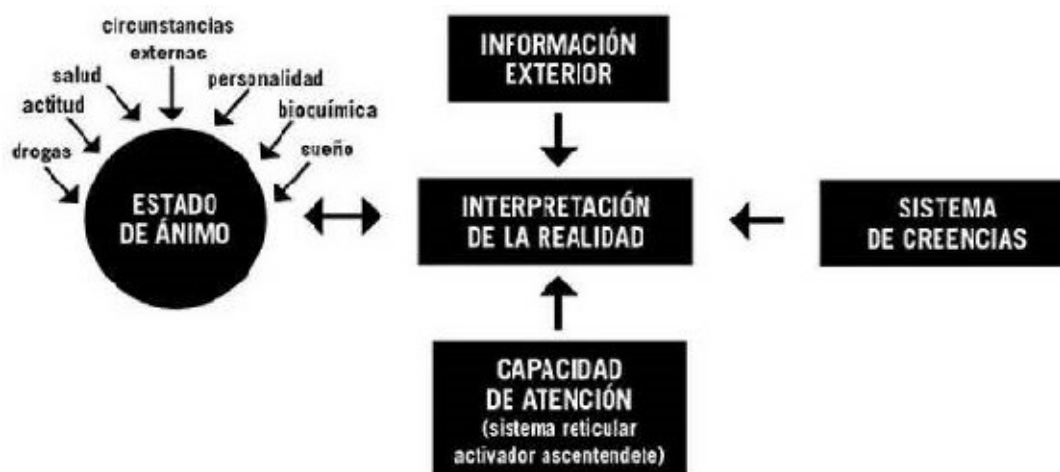 circunstancias
externas
salud
personalidad
actitud
bioquímica
drogas
sueño
ESTADO
DE ÁNIMO
INFORMACIÓN
EXTERIOR
INTERPRETACIÓN
DE LA REALIDAD
SISTEMA
DE CREENCIAS
CAPACIDAD
DE ATENCIÓN
(sistema reticular
activador ascentendete)